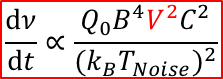 dν/dt ∝ Q₀B⁴V²C² / (k_B T_Noise)²